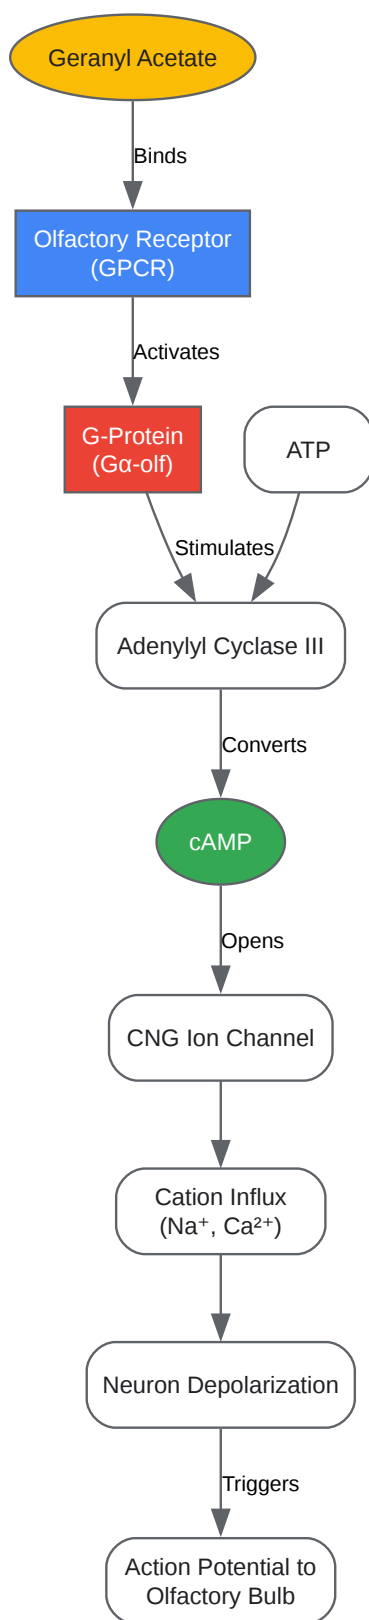 Geranyl Acetate
Binds
Olfactory Receptor
(GPCR)
Activates
G-Protein
(Gα-olf)
ATP
Stimulates
Adenylyl Cyclase III
Converts
cAMP
Opens
CNG Ion Channel
Cation Influx
(Na⁺, Ca²⁺)
Neuron Depolarization
Triggers
Action Potential to
Olfactory Bulb